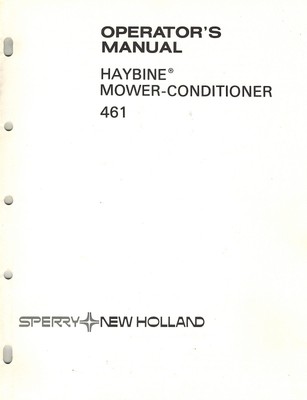 OPERATOR'S
MANUAL
HAYBINE®
MOWER-CONDITIONER
461
SPERRY NEW HOLLAND